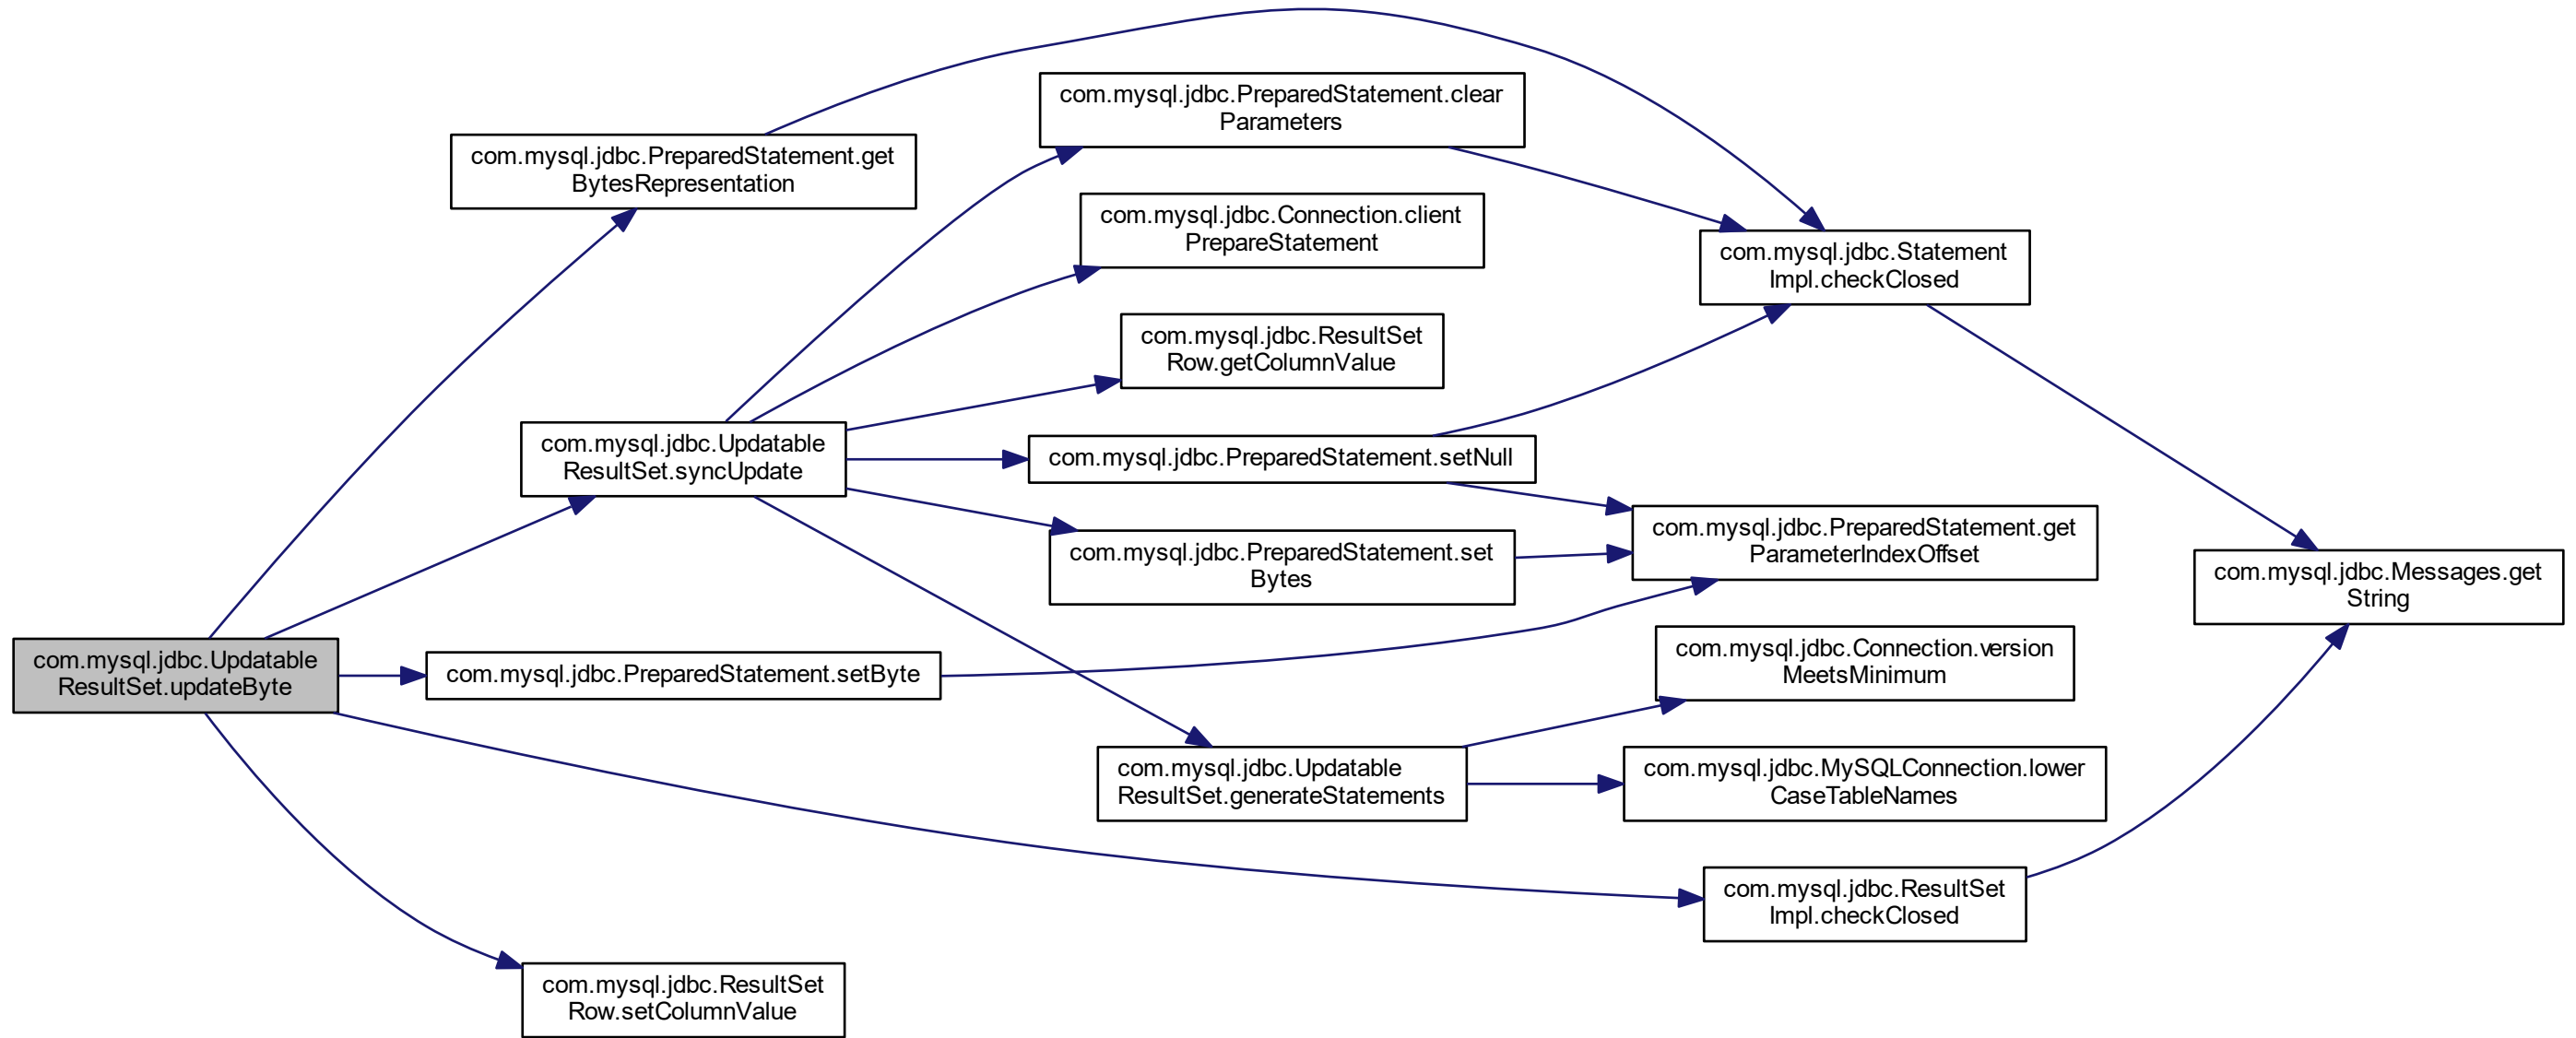 com.mysql.jdbc.PreparedStatement.clear
Parameters
com.mysql.jdbc.PreparedStatement.get
BytesRepresentation
com.mysql.jdbc.Connection.client
PrepareStatement
com.mysql.jdbc.Statement
Impl.checkClosed
com.mysql.jdbc.ResultSet
Row.getColumnValue
com.mysql.jdbc.Updatable
ResultSet.syncUpdate
com.mysql.jdbc.PreparedStatement.setNull
com.mysql.jdbc.PreparedStatement.get
ParameterIndexOffset
com.mysql.jdbc.PreparedStatement.set
Bytes
com.mysql.jdbc.Messages.get
String
com.mysql.jdbc.Updatable
ResultSet.updateByte
com.mysql.jdbc.PreparedStatement.setByte
com.mysql.jdbc.Connection.version
MeetsMinimum
com.mysql.jdbc.Updatable
ResultSet.generateStatements
com.mysql.jdbc.MySQLConnection.lower
CaseTableNames
com.mysql.jdbc.ResultSet
Impl.checkClosed
com.mysql.jdbc.ResultSet
Row.setColumnValue